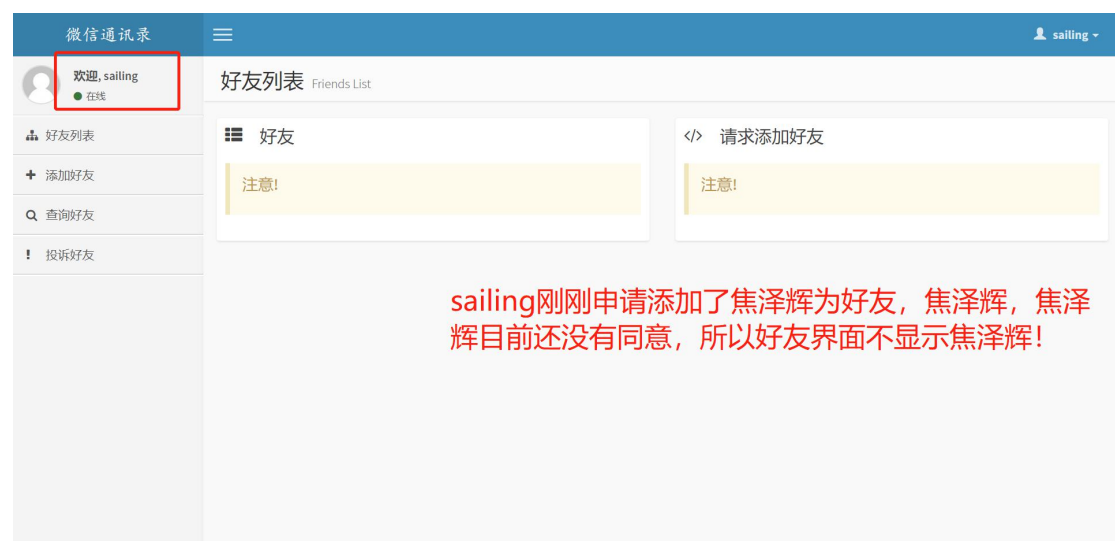 微信通讯录
sailing
欢迎, sailing
在线
好友列表 Friends List
好友列表
添加好友
查询好友
投诉好友
好友
注意!
请求添加好友
注意!
sailing刚刚申请添加了焦泽辉为好友，焦泽辉，焦泽
辉目前还没有同意，所以好友界面不显示焦泽辉！